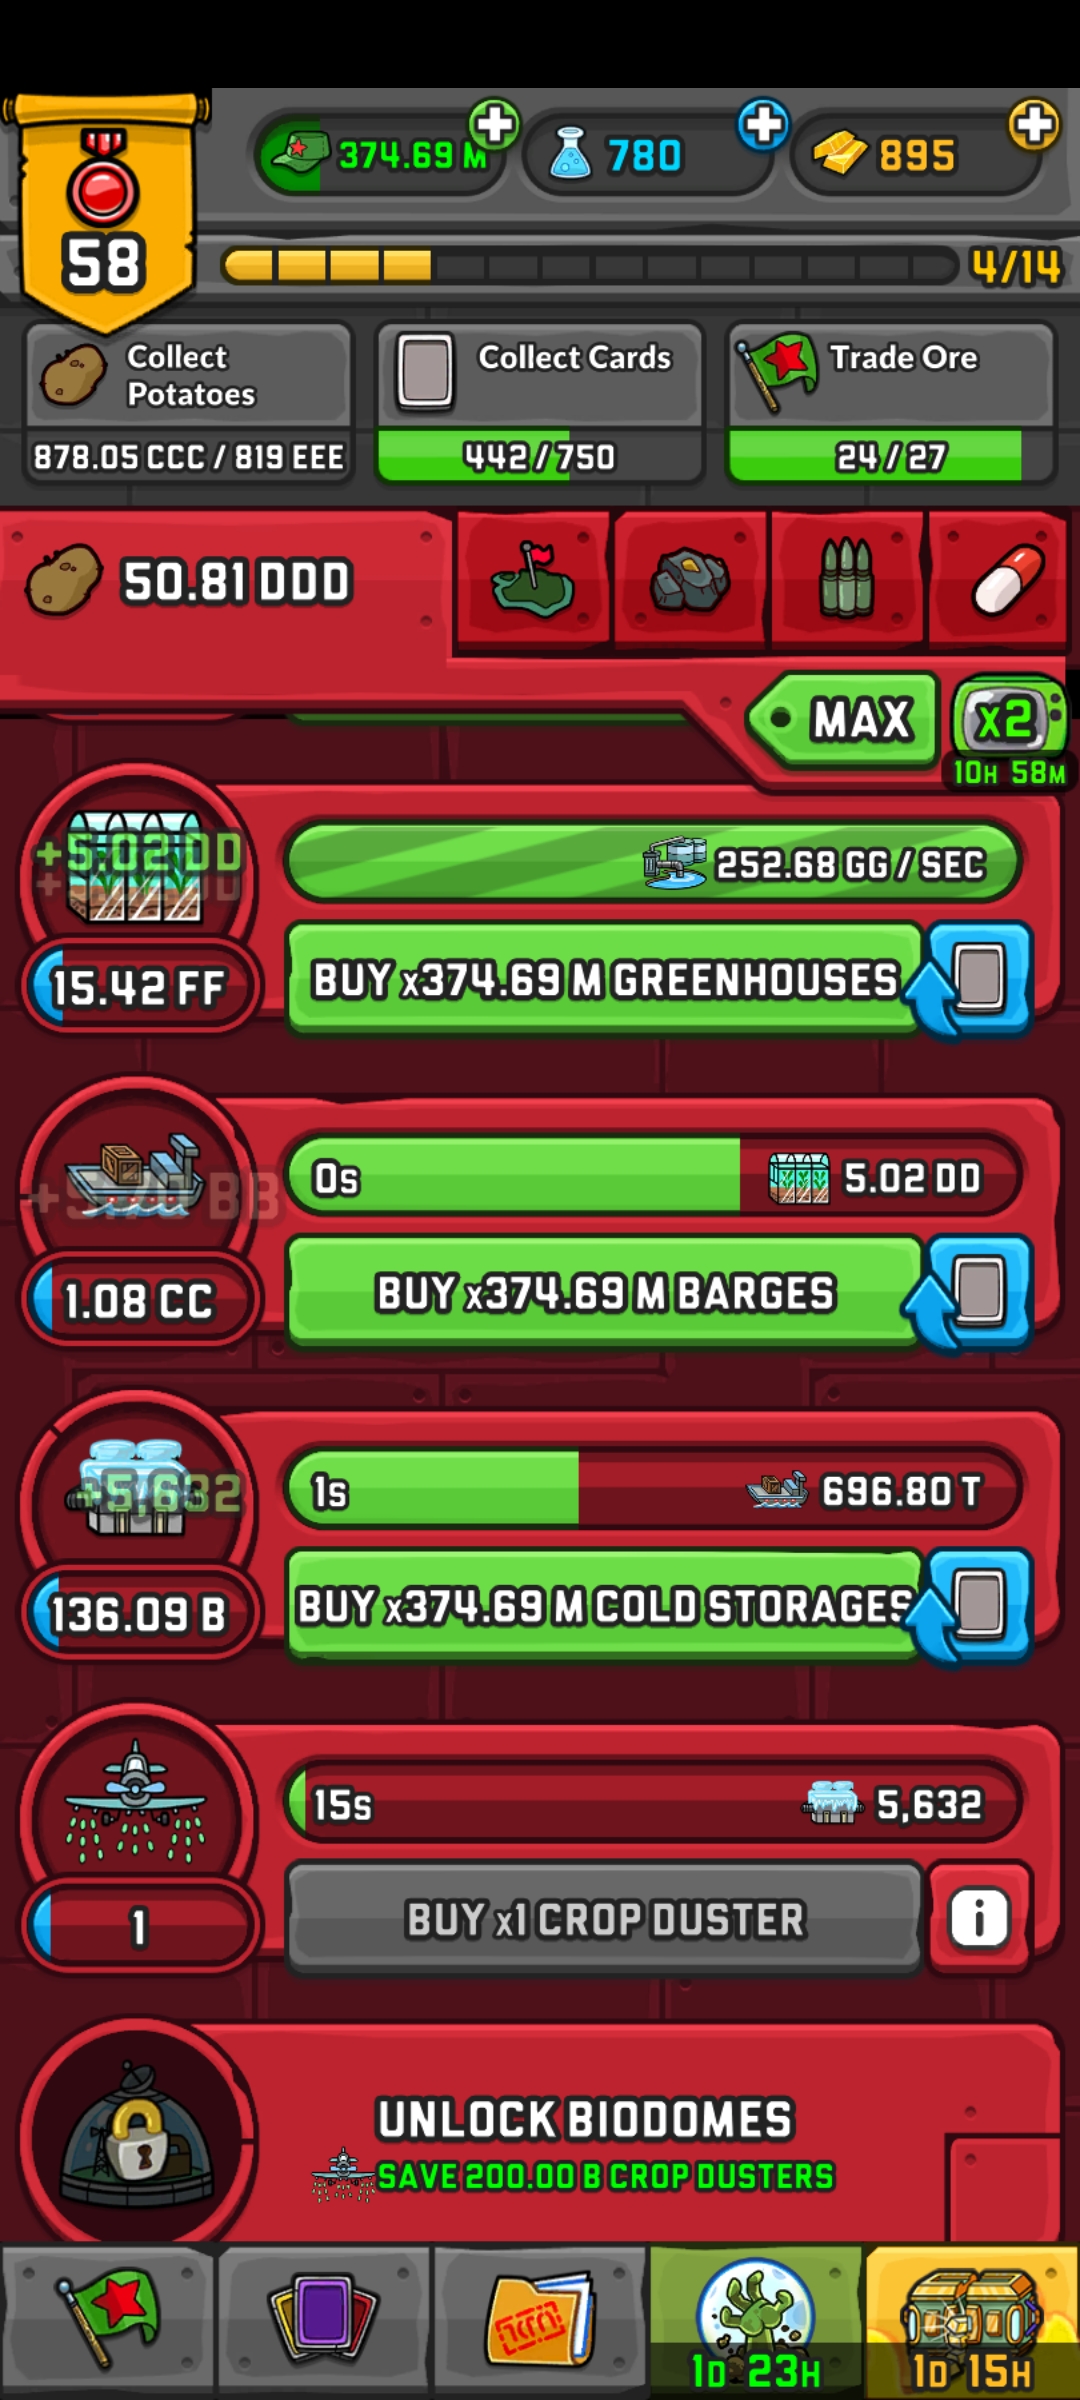 374.69 M
780
895
58
4/14
Collect Potatoes
878.05 CCC / 819 EEE
Collect Cards
442/750
Trade Ore
24/27
50.81 DDD
MAX
x2
10H 58M
+5.02 DD
252.68 GG / SEC
15.42 FF
BUY x374.69 M GREENHOUSES
0s
5.02 DD
1.08 CC
BUY x374.69 M BARGES
+5,632
1s
696.80 T
136.09 B
BUY x374.69 M COLD STORAGES
15s
5,632
1
BUY x1 CROP DUSTER
UNLOCK BIODOMES
SAVE 200.00 B CROP DUSTERS
1D 23H
1D 15H